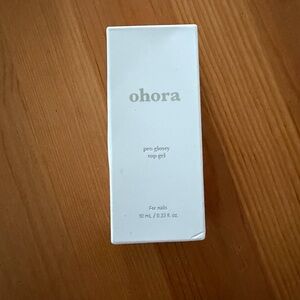 ohora
pro glossy
top gel
For nails
10 mL / 0.33 fl. oz.